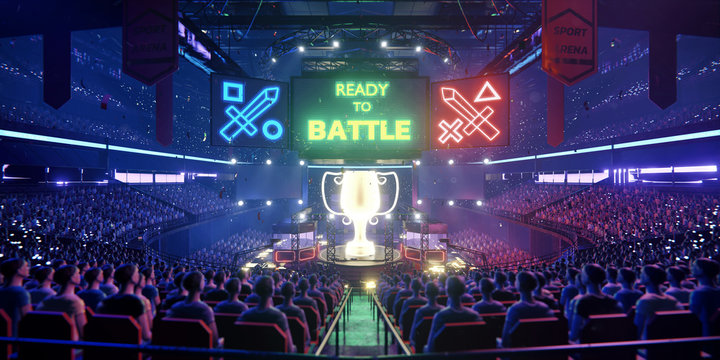 SPORT
ARENA
READY
TO
BATTLE
SPORT
ARENA